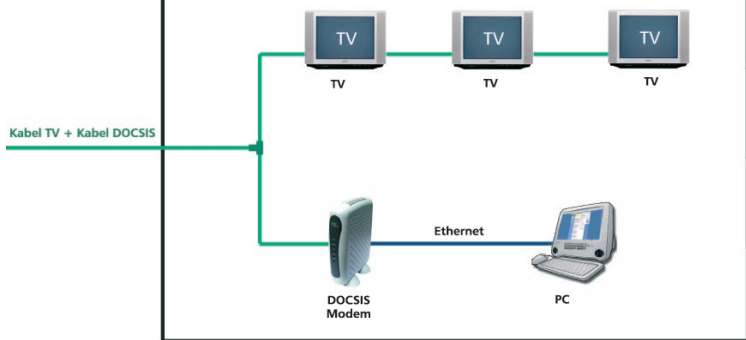 TV
TV
TV
TV
TV
TV
Kabel TV + Kabel DOCSIS
Ethernet
DOCSIS
Modem
PC